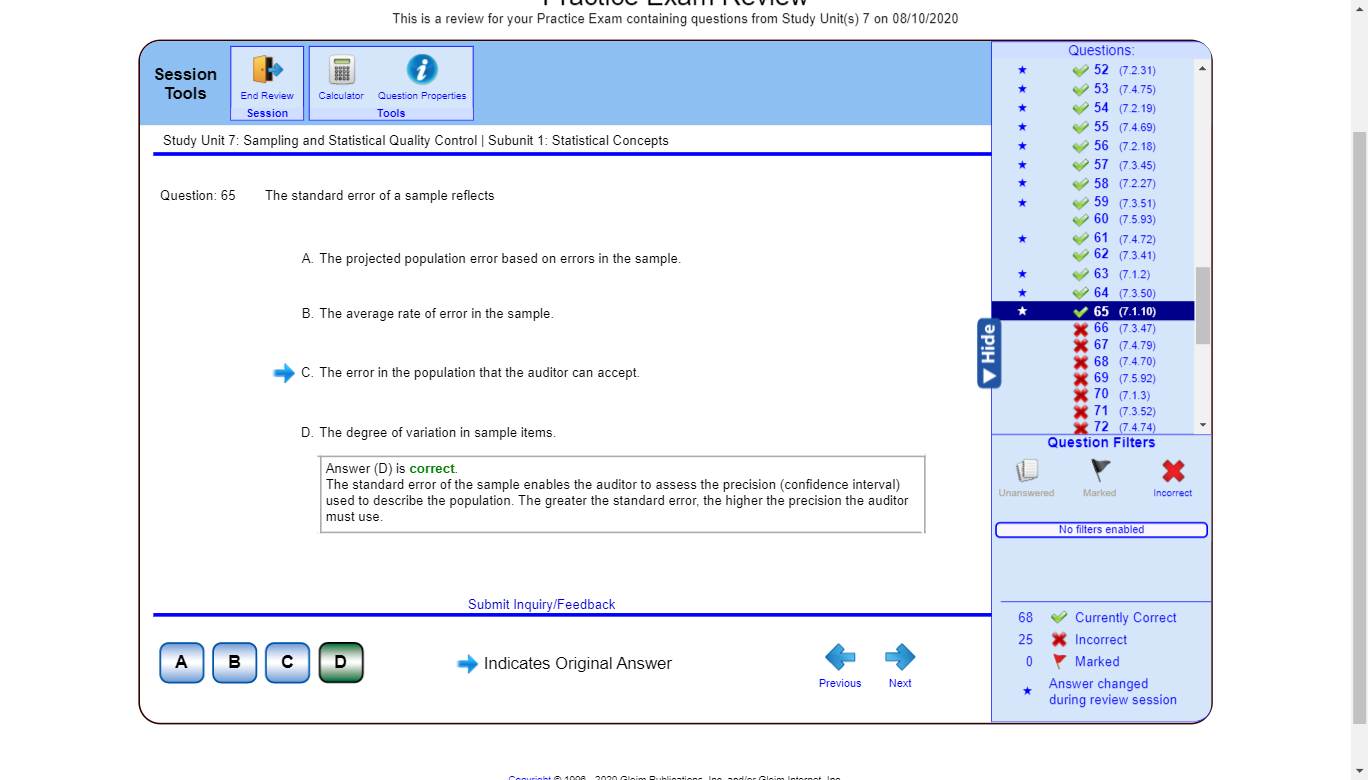 Practice Exam Review
This is a review for your Practice Exam containing questions from Study Unit(s) 7 on 08/10/2020
Session
Tools
End Review
Session
Calculator
Question Properties
Tools
Study Unit 7: Sampling and Statistical Quality Control | Subunit 1: Statistical Concepts
Question: 65 The standard error of a sample reflects
A. The projected population error based on errors in the sample.
B. The average rate of error in the sample.
C. The error in the population that the auditor can accept.
D. The degree of variation in sample items.
Answer (D) is correct.
The standard error of the sample enables the auditor to assess the precision (confidence interval)
used to describe the population. The greater the standard error, the higher the precision the auditor
must use.
Submit Inquiry/Feedback
A B C D
Indicates Original Answer
Previous
Next
Questions:
52 (7.2.31)
53 (7.4.75)
54 (7.2.19)
55 (7.4.69)
56 (7.2.18)
57 (7.3.45)
58 (7.2.27)
59 (7.3.51)
60 (7.5.93)
61 (7.4.72)
62 (7.3.41)
63 (7.1.2)
64 (7.3.50)
65 (7.1.10)
66 (7.3.47)
67 (7.4.79)
68 (7.4.70)
69 (7.5.92)
70 (7.1.3)
71 (7.3.52)
72 (7.4.74)
Hide
Question Filters
Unanswered
Marked
Incorrect
No filters enabled
68 Currently Correct
25 Incorrect
0 Marked
Answer changed
during review session
Copyright © 1996 - 2020 Gleim Publications, Inc. and/or Gleim Internet, Inc.